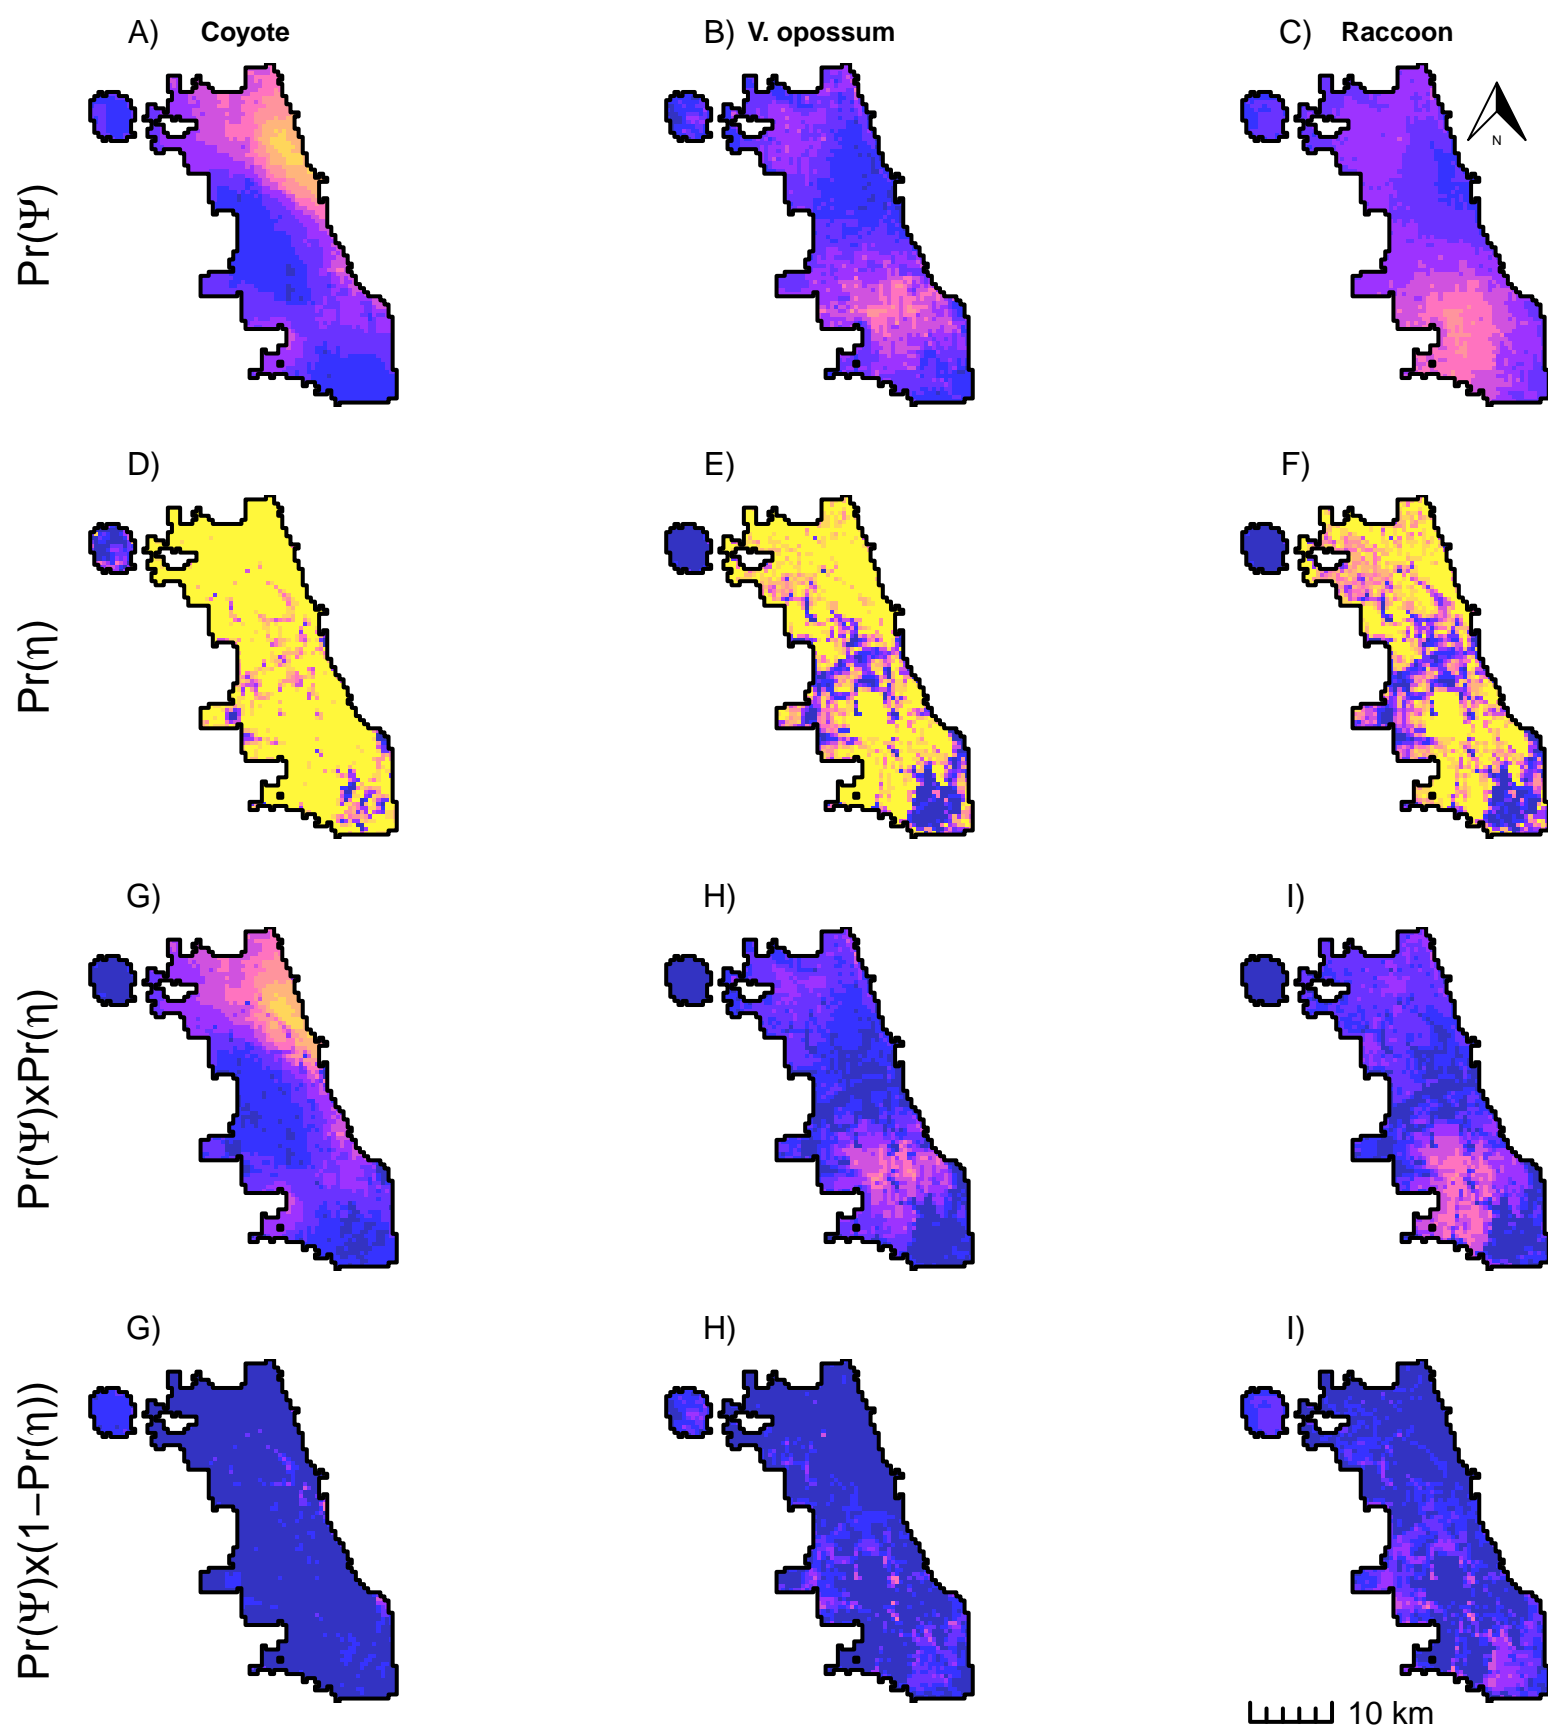 A) Coyote
B) V. opossum
C) Raccoon
N
Pr(Ψ)
D)
E)
F)
Pr(η)
G)
H)
I)
Pr(Ψ)xPr(η)
G)
H)
I)
Pr(Ψ)x(1−Pr(η))
10 km